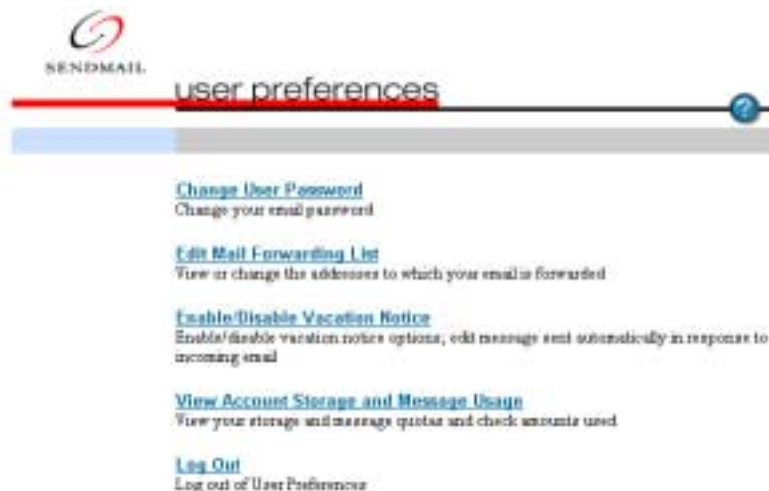 SENDMAIL
user preferences
?
Change User Password
Change your email password
Edit Mail Forwarding List
View or change the addresses to which your email is forwarded
Enable/Disable Vacation Notice
Enable/disable vacation notice options, edit message sent automatically in response to
incoming email
View Account Storage and Message Usage
View your storage and message quotas and check amounts used
Log Out
Log out of User Preferences